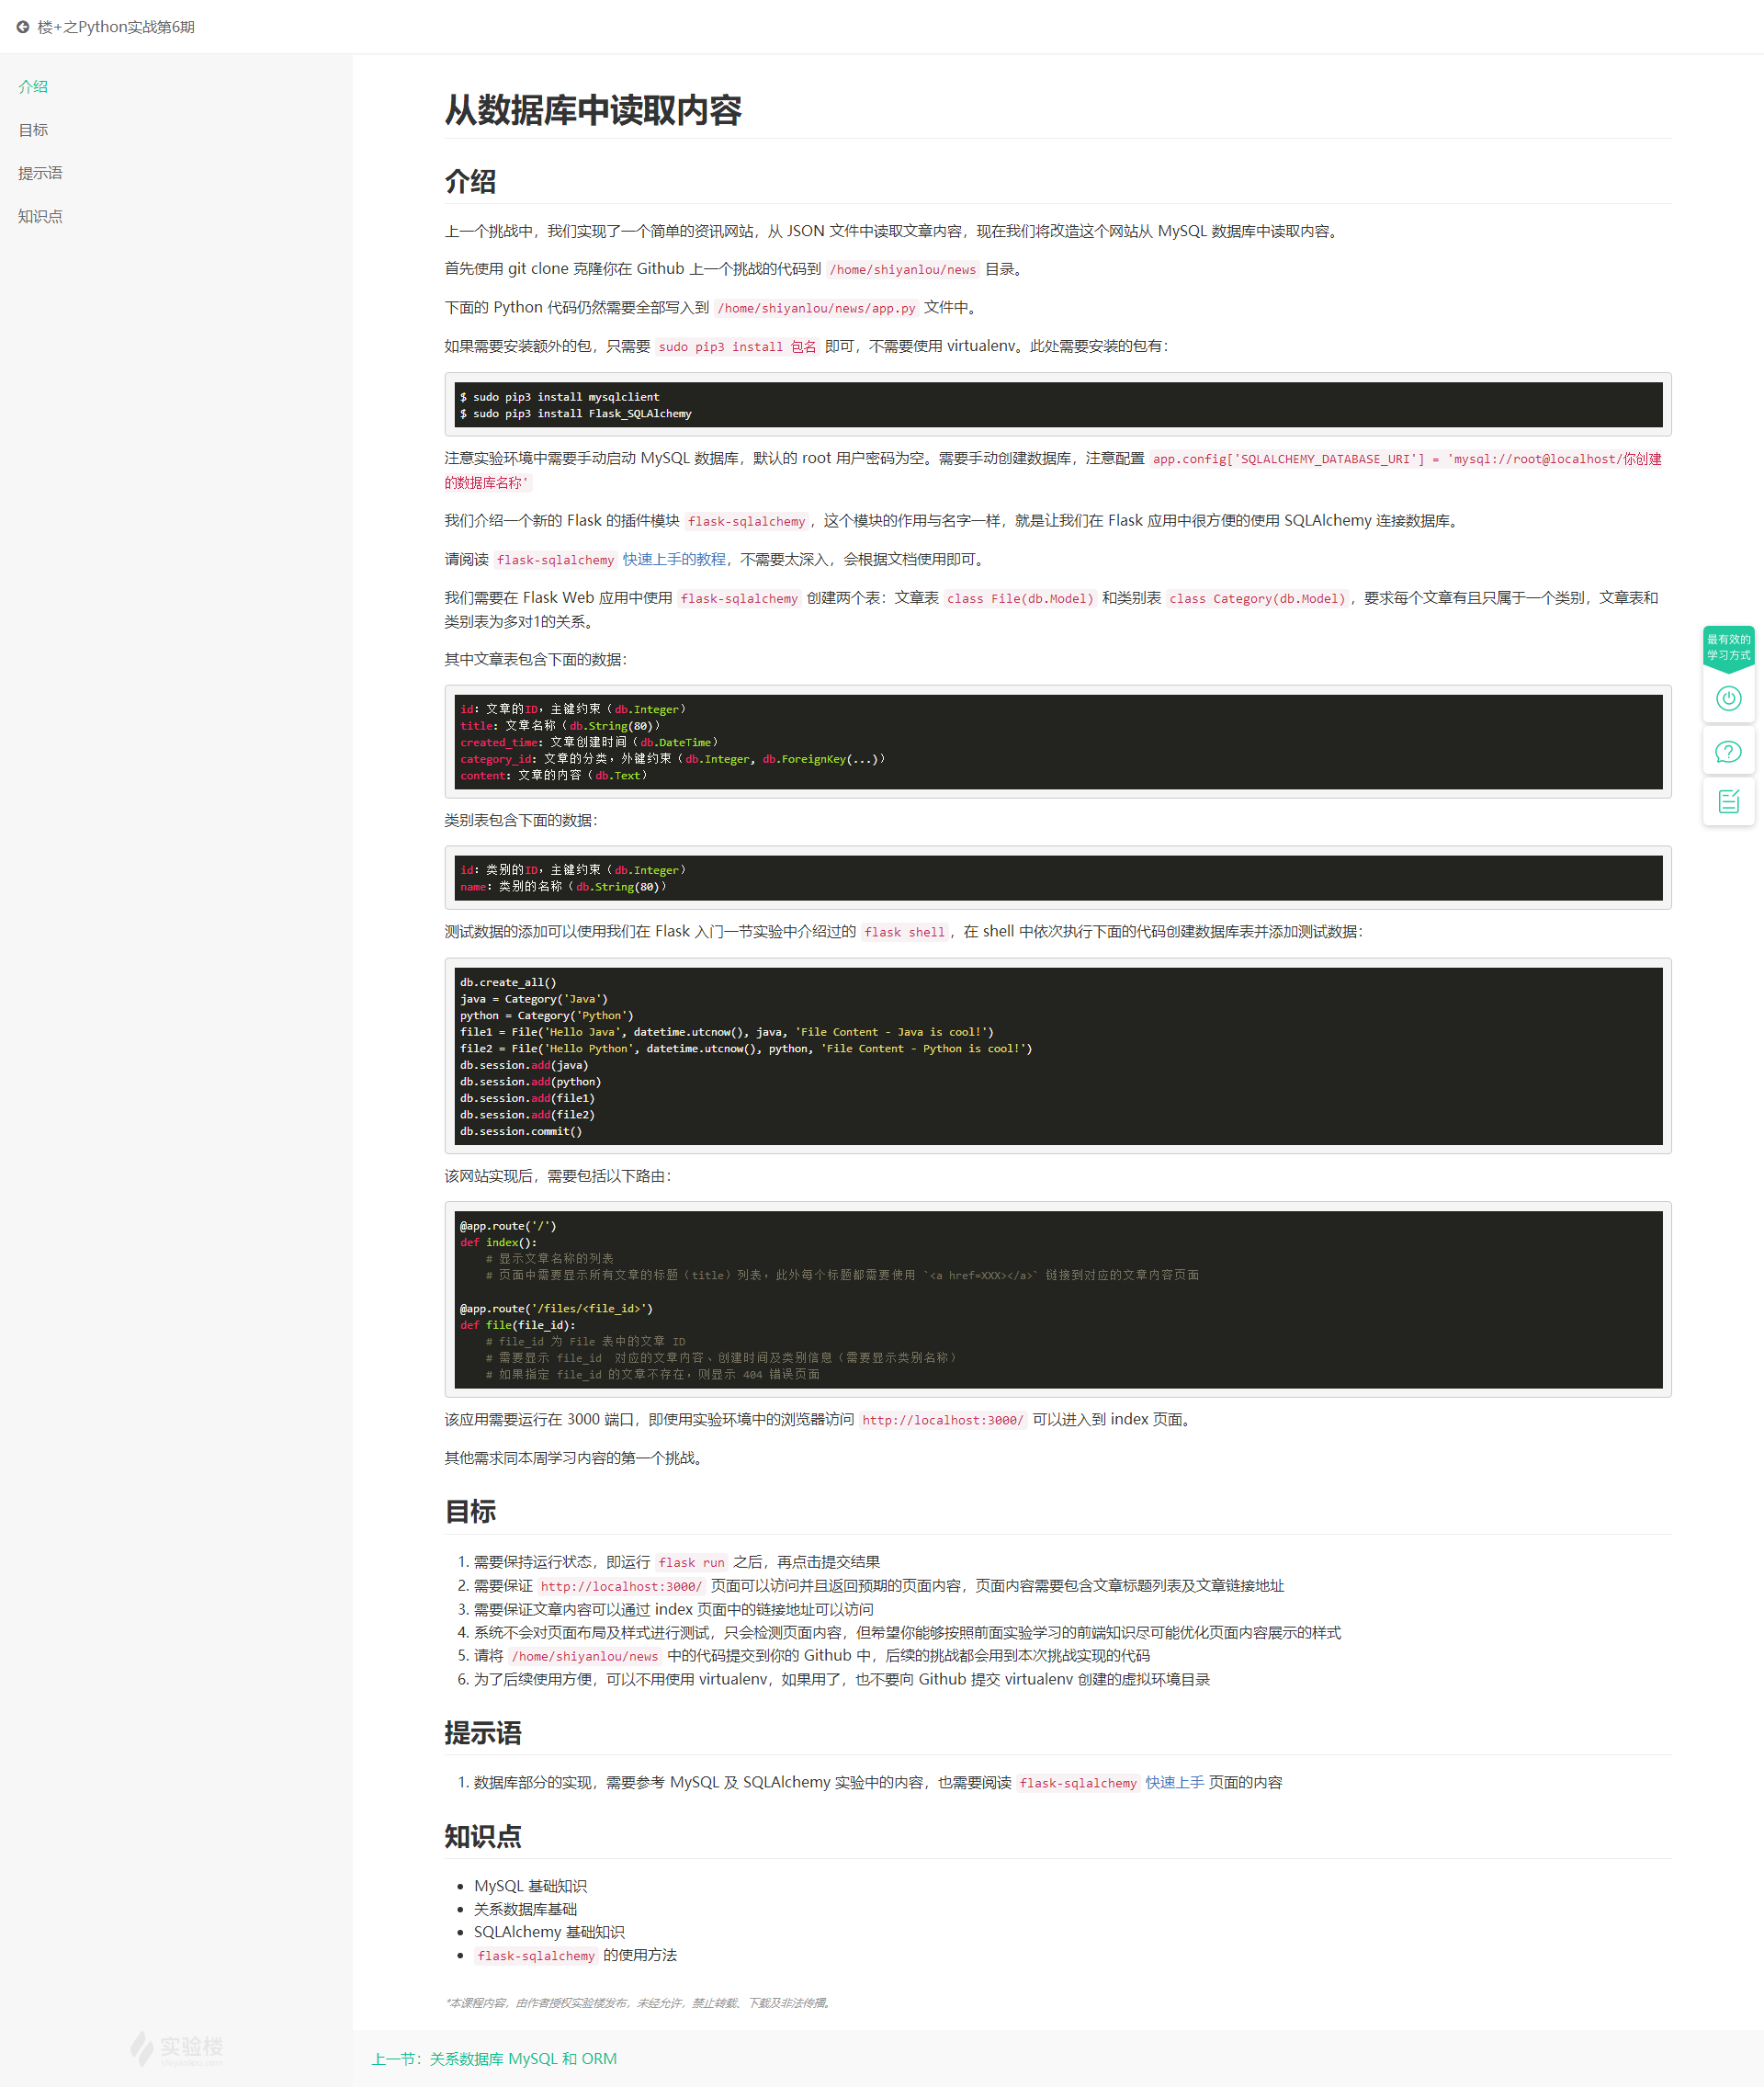 楼+之Python实战第6期
介绍
目标
提示语
知识点
从数据库中读取内容
介绍
上一个挑战中，我们实现了一个简单的资讯网站，从 JSON 文件中读取文章内容，现在我们将改造这个网站从 MySQL 数据库中读取内容。
首先使用 git clone 克隆你在 Github 上一个挑战的代码到 /home/shiyanlou/news 目录。
下面的 Python 代码仍然需要全部写入到 /home/shiyanlou/news/app.py 文件中。
如果需要安装额外的包，只需要 sudo pip3 install 包名 即可，不需要使用 virtualenv。此处需要安装的包有：
$ sudo pip3 install mysqlclient
$ sudo pip3 install Flask_SQLAlchemy
注意实验环境中需要手动启动 MySQL 数据库，默认的 root 用户密码为空。需要手动创建数据库，注意配置 app.config['SQLALCHEMY_DATABASE_URI'] = 'mysql://root@localhost/你创建
的数据库名称'
我们介绍一个新的 Flask 的插件模块 flask-sqlalchemy，这个模块的作用与名字一样，就是让我们在 Flask 应用中很方便的使用 SQLAlchemy 连接数据库。
请阅读 flask-sqlalchemy 快速上手的教程，不需要太深入，会根据文档使用即可。
我们需要在 Flask Web 应用中使用 flask-sqlalchemy 创建两个表：文章表 class File(db.Model) 和类别表 class Category(db.Model)，要求每个文章有且只属于一个类别，文章表和
类别表为多对1的关系。
其中文章表包含下面的数据：
id: 文章的ID，主键约束（db.Integer）
title: 文章名称（db.String(80)）
created_time: 文章创建时间（db.DateTime）
category_id: 文章的分类，外键约束（db.Integer, db.ForeignKey(...)）
content: 文章的内容（db.Text）
类别表包含下面的数据：
id: 类别的ID，主键约束（db.Integer）
name: 类别的名称（db.String(80)）
测试数据的添加可以使用我们在 Flask 入门一节实验中介绍过的 flask shell，在 shell 中依次执行下面的代码创建数据库表并添加测试数据：
db.create_all()
java = Category('Java')
python = Category('Python')
file1 = File('Hello Java', datetime.utcnow(), java, 'File Content - Java is cool!')
file2 = File('Hello Python', datetime.utcnow(), python, 'File Content - Python is cool!')
db.session.add(java)
db.session.add(python)
db.session.add(file1)
db.session.add(file2)
db.session.commit()
该网站实现后，需要包括以下路由：
@app.route('/')
def index():
    # 显示文章名称的列表
    # 页面中需要显示所有文章的标题（title）列表，此外每个标题都需要使用 `<a href=XXX></a>` 链接到对应的文章内容页面
@app.route('/files/<file_id>')
def file(file_id):
    # file_id 为 File 表中的文章 ID
    # 需要显示 file_id  对应的文章内容、创建时间及类别信息（需要显示类别名称）
    # 如果指定 file_id 的文章不存在，则显示 404 错误页面
该应用需要运行在 3000 端口，即使用实验环境中的浏览器访问 http://localhost:3000/ 可以进入到 index 页面。
其他需求同本周学习内容的第一个挑战。
目标
1. 需要保持运行状态，即运行 flask run 之后，再点击提交结果
2. 需要保证 http://localhost:3000/ 页面可以访问并且返回预期的页面内容，页面内容需要包含文章标题列表及文章链接地址
3. 需要保证文章内容可以通过 index 页面中的链接地址可以访问
4. 系统不会对页面布局及样式进行测试，只会检测页面内容，但希望你能够按照前面实验学习的前端知识尽可能优化页面内容展示的样式
5. 请将 /home/shiyanlou/news 中的代码提交到你的 Github 中，后续的挑战都会用到本次挑战实现的代码
6. 为了后续使用方便，可以不用使用 virtualenv，如果用了，也不要向 Github 提交 virtualenv 创建的虚拟环境目录
提示语
1. 数据库部分的实现，需要参考 MySQL 及 SQLAlchemy 实验中的内容，也需要阅读 flask-sqlalchemy 快速上手 页面的内容
知识点
• MySQL 基础知识
• 关系数据库基础
• SQLAlchemy 基础知识
• flask-sqlalchemy 的使用方法
*本课程内容，由作者授权实验楼发布，未经允许，禁止转载、下载及非法传播。
上一节：关系数据库 MySQL 和 ORM
最有效的
学习方式
实验楼
shiyanlou.com